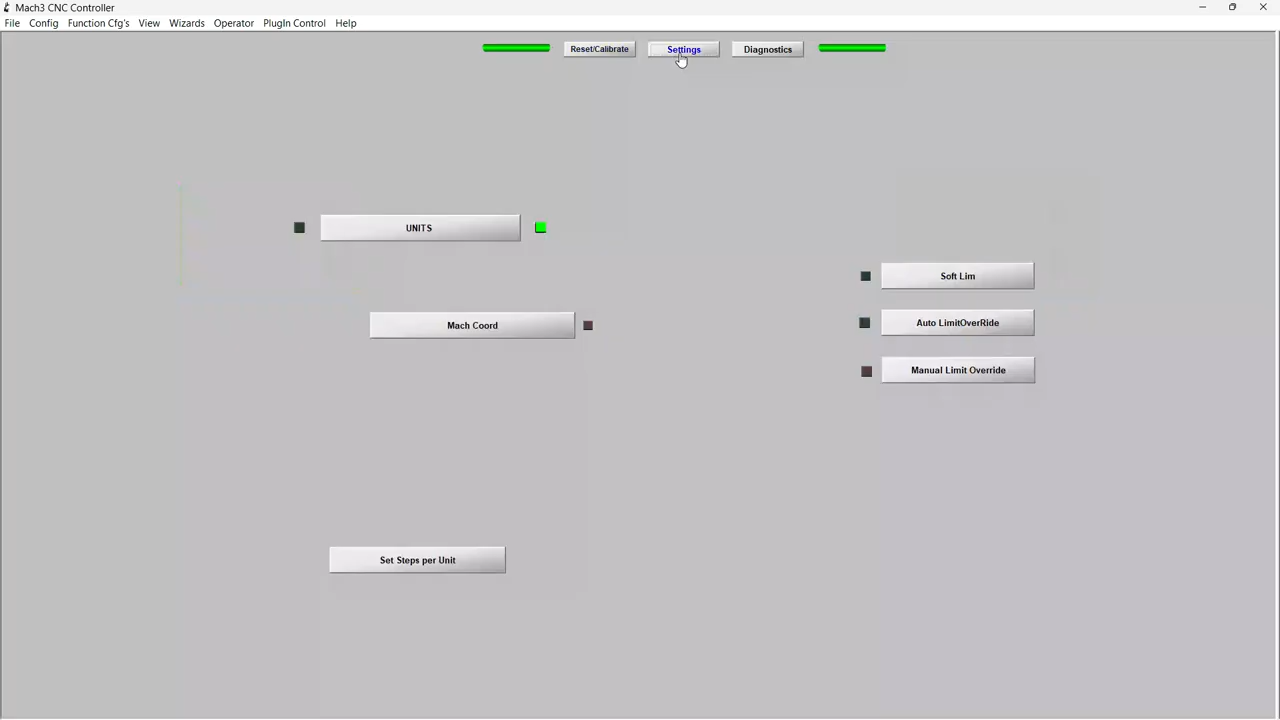 Mach3 CNC Controller
File Config Function Cfg's View Wizards Operator PlugIn Control Help
Reset/Calibrate Settings Diagnostics
UNITS
Soft Lim
Mach Coord
Auto LimitOverRide
Manual Limit Override
Set Steps per Unit